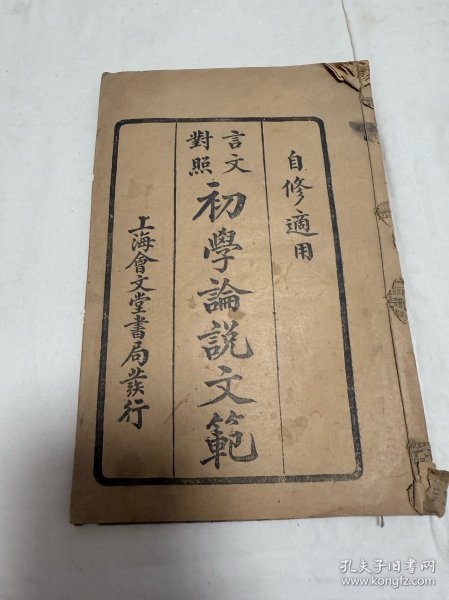 自修適用
言文對照
初學論說文範
上海會文堂書局發行
孔夫子旧书网
www.kongfz.com